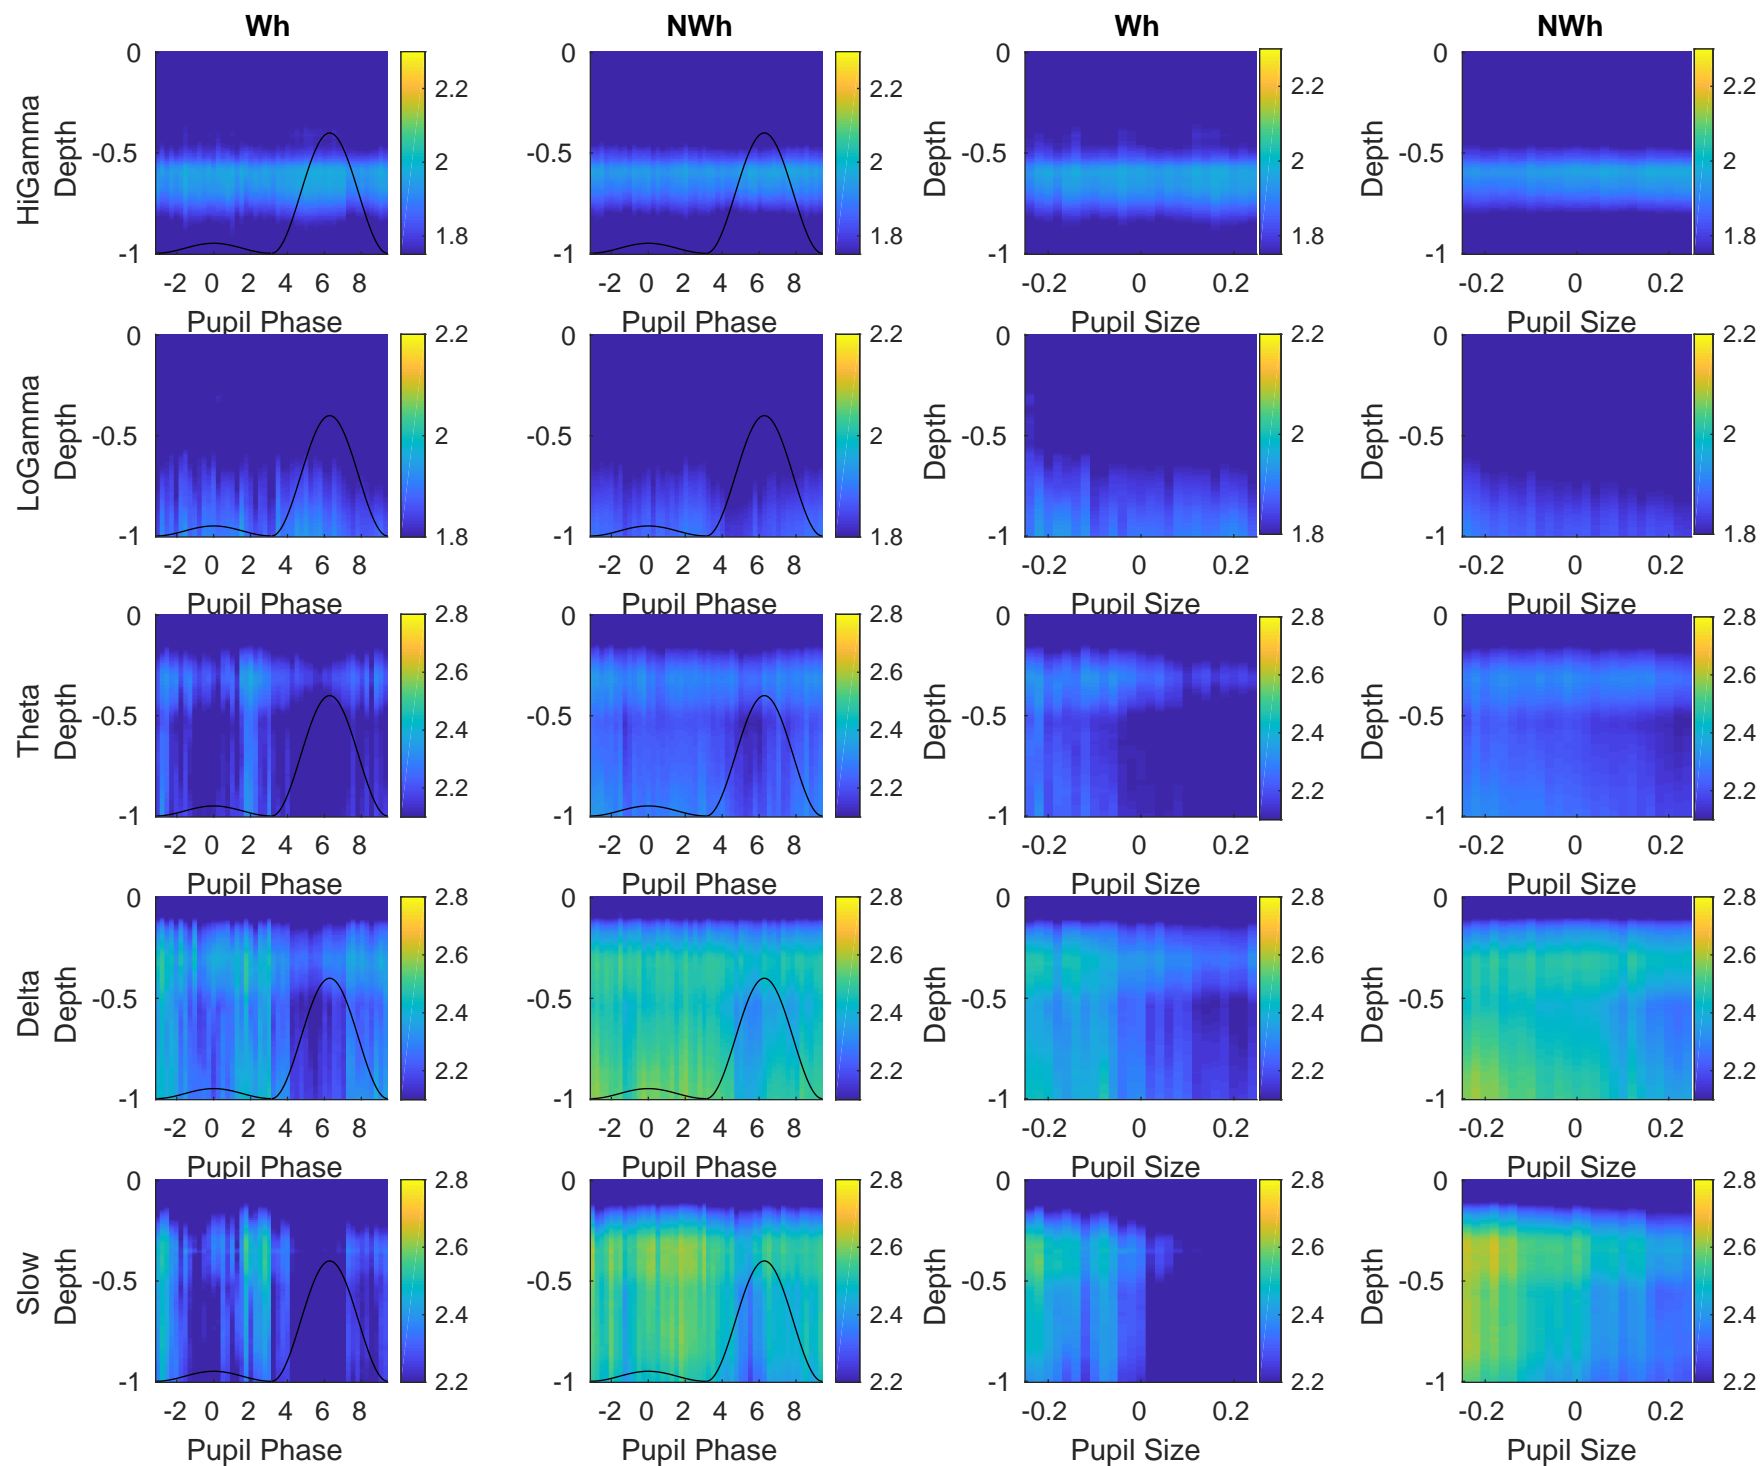 Wh NWh Wh NWh
HiGamma
Depth 0 -0.5 -1 2.2 2 1.8 Depth 0 -0.5 -1 2.2 2 1.8 Depth 0 -0.5 -1 2.2 2 1.8
0 -0.5 -1 2.2 2 1.8
-2 0 2 4 6 8 -2 0 2 4 6 8 -0.2 0 0.2 -0.2 0 0.2
Pupil Phase Pupil Phase Pupil Size Pupil Size
LoGamma
Depth 0 -0.5 -1 2.2 2 1.8 Depth 0 -0.5 -1 2.2 2 1.8 Depth 0 -0.5 -1 2.2 2 1.8
0 -0.5 -1 2.2 2 1.8
-2 0 2 4 6 8 -2 0 2 4 6 8 -0.2 0 0.2 -0.2 0 0.2
Pupil Phase Pupil Phase Pupil Size Pupil Size
Theta
Depth 0 -0.5 -1 2.8 2.6 2.4 2.2 Depth 0 -0.5 -1 2.8 2.6 2.4 2.2 Depth 0 -0.5 -1 2.8 2.6 2.4 2.2
0 -0.5 -1 2.8 2.6 2.4 2.2
-2 0 2 4 6 8 -2 0 2 4 6 8 -0.2 0 0.2 -0.2 0 0.2
Pupil Phase Pupil Phase Pupil Size Pupil Size
Delta
Depth 0 -0.5 -1 2.8 2.6 2.4 2.2 Depth 0 -0.5 -1 2.8 2.6 2.4 2.2 Depth 0 -0.5 -1 2.8 2.6 2.4 2.2
0 -0.5 -1 2.8 2.6 2.4 2.2
-2 0 2 4 6 8 -2 0 2 4 6 8 -0.2 0 0.2 -0.2 0 0.2
Pupil Phase Pupil Phase Pupil Size Pupil Size
Slow
Depth 0 -0.5 -1 2.8 2.6 2.4 2.2 Depth 0 -0.5 -1 2.8 2.6 2.4 2.2 Depth 0 -0.5 -1 2.8 2.6 2.4 2.2
0 -0.5 -1 2.8 2.6 2.4 2.2
-2 0 2 4 6 8 -2 0 2 4 6 8 -0.2 0 0.2 -0.2 0 0.2
Pupil Phase Pupil Phase Pupil Size Pupil Size